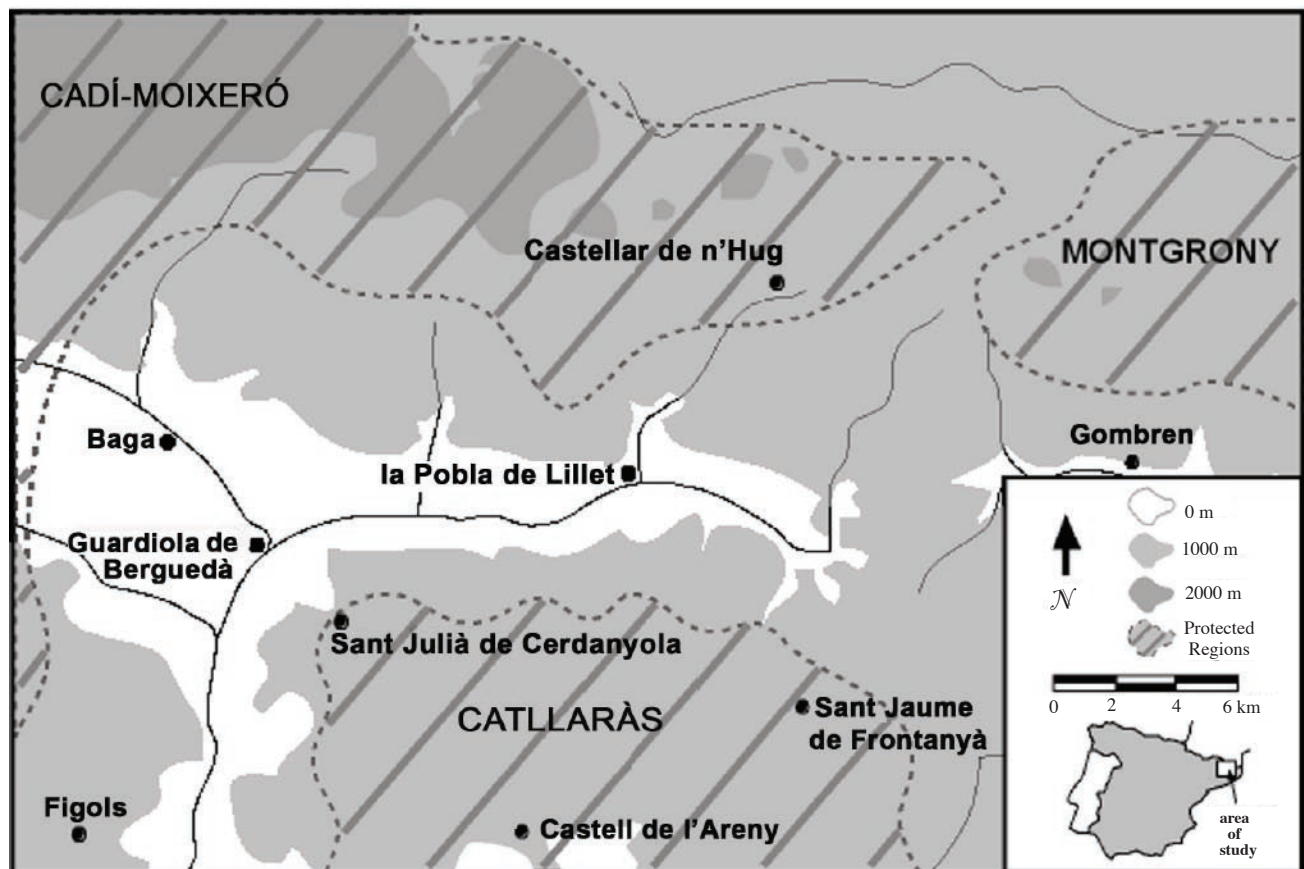 CADÍ-MOIXERÓ
Castellar de n'Hug
MONTGRONY
Baga
Gombren
la Pobla de Lillet
Guardiola de
Berguedà
Sant Julià de Cerdanyola
CATLLARÀS
Sant Jaume
de Frontanyà
Figols
Castell de l'Areny
N
0 m
1000 m
2000 m
Protected
Regions
0 2 4 6 km
area
of
study